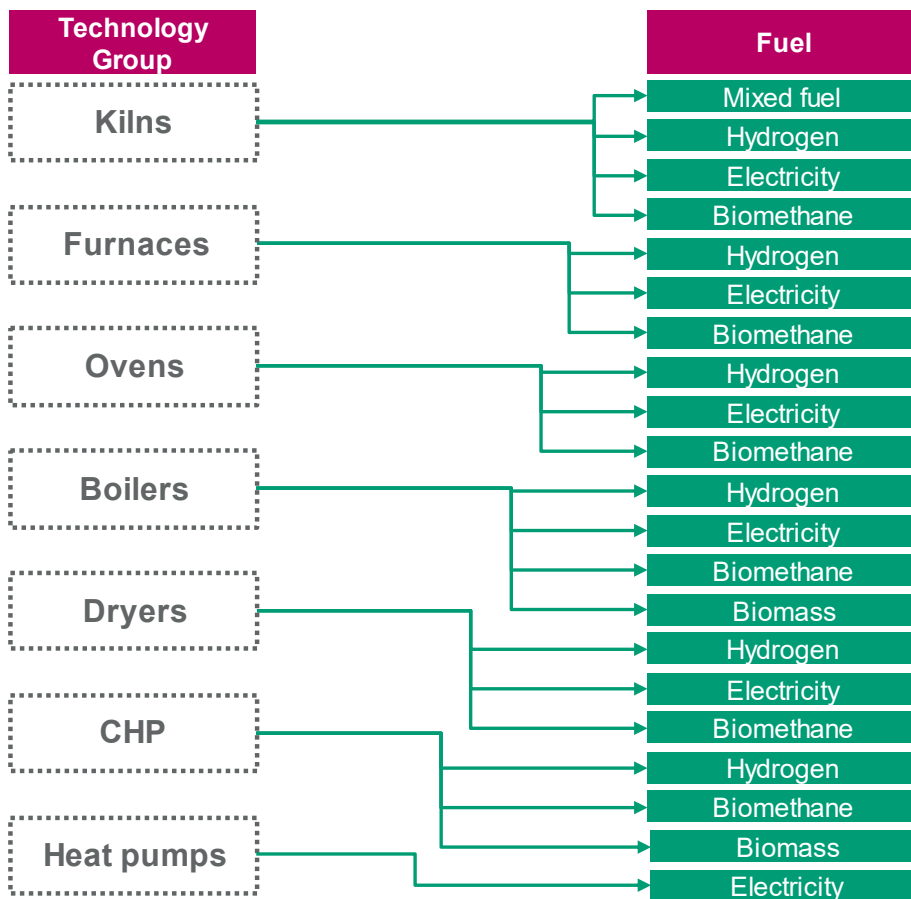 Technology
Group
Fuel
Kilns
Mixed fuel
Hydrogen
Electricity
Biomethane
Furnaces
Hydrogen
Electricity
Biomethane
Ovens
Hydrogen
Electricity
Biomethane
Boilers
Hydrogen
Electricity
Biomethane
Biomass
Dryers
Hydrogen
Electricity
Biomethane
CHP
Hydrogen
Biomethane
Biomass
Heat pumps
Electricity